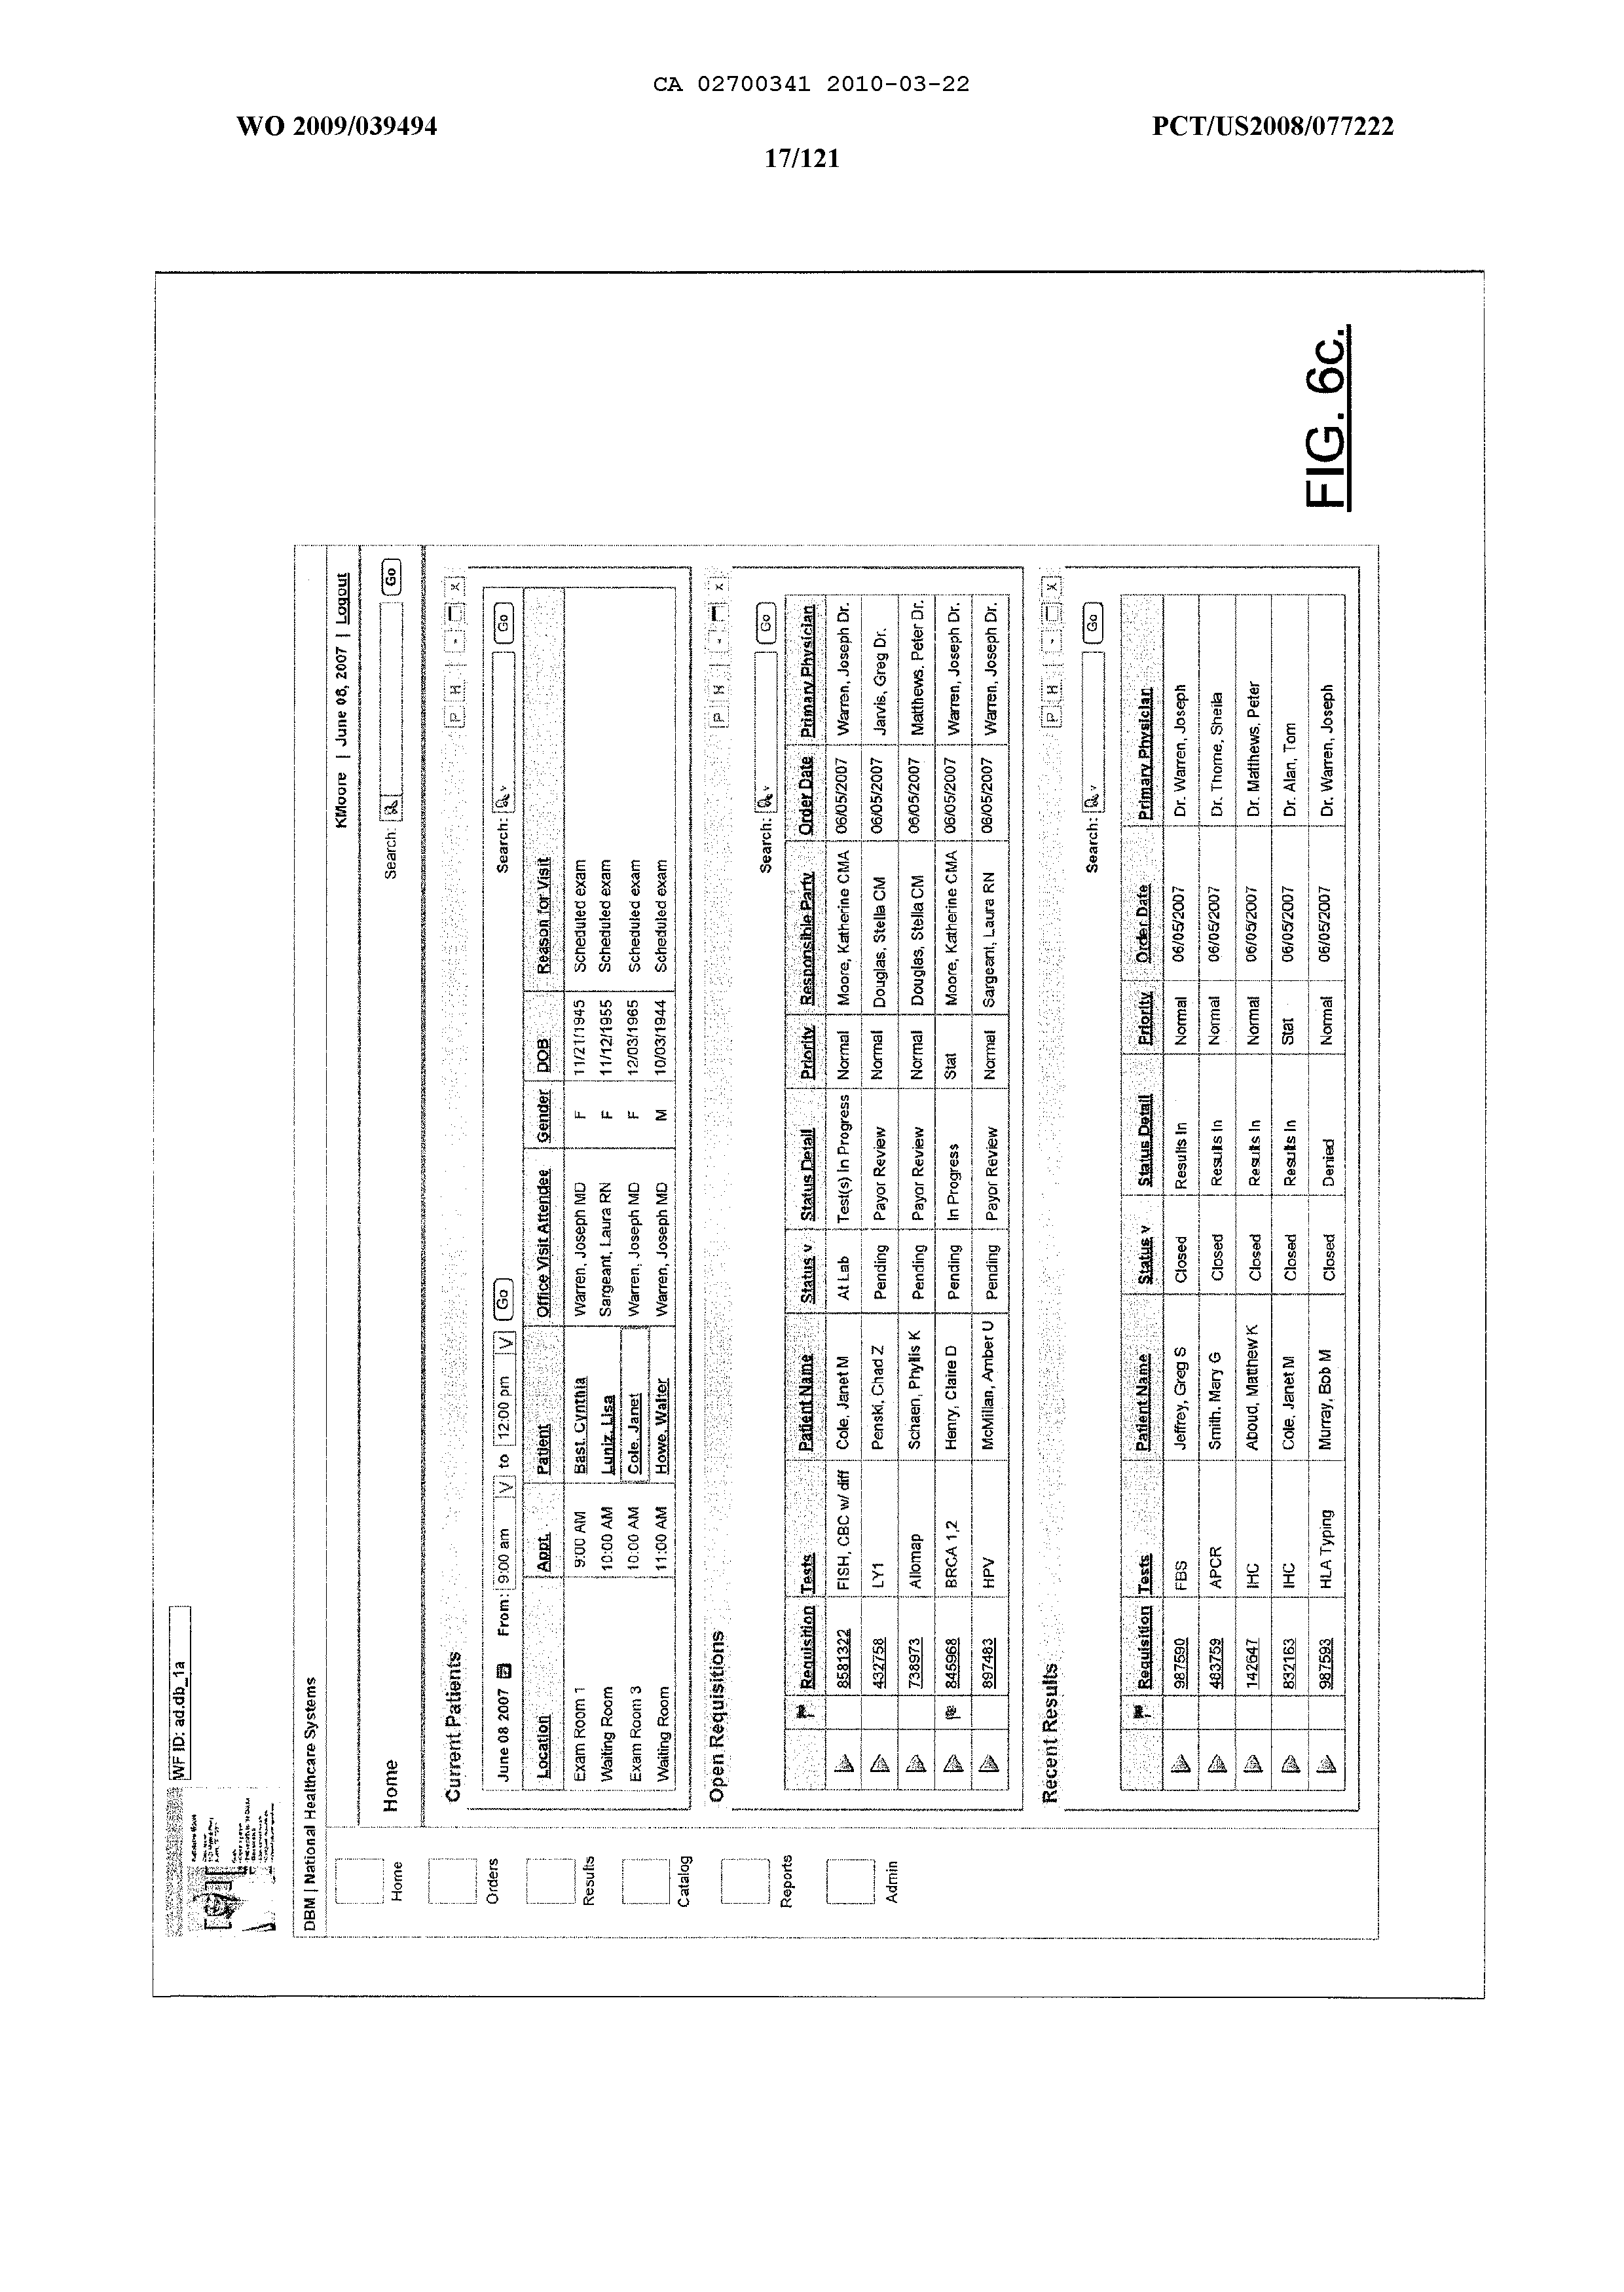 CA 02700341 2010-03-22
WO 2009/039494 PCT/US2008/077222
17/121
WF ID: ad.db_1a
DBM | National Healthcare Systems
KMoore | June 08, 2007 | Logout
Home Search: Go
Home
Orders
Results
Catalog
Reports
Admin
Current Patients P H - x
June 08 2007 From: 9:00 am V to 12:00 pm V Go Search: v Go
Location Appt. Patient Office Visit Attendee Gender DOB Reason for Visit
Exam Room 1 9:00 AM Bast, Cynthia Warren, Joseph MD F 11/21/1945 Scheduled exam
Waiting Room 10:00 AM Luniz, Lisa Sargeant, Laura RN F 11/12/1955 Scheduled exam
Exam Room 3 10:00 AM Cole, Janet Warren, Joseph MD F 12/03/1965 Scheduled exam
Waiting Room 11:00 AM Howe, Walter Warren, Joseph MD M 10/03/1944 Scheduled exam
Open Requisitions P H - x
Search: v Go
Requisition Tests Patient Name Status v Status Detail Priority Responsible Party Order Date Primary Physician
8581322 FISH, CBC w/ diff Cole, Janet M At Lab Test(s) In Progress Normal Moore, Katherine CMA 06/05/2007 Warren, Joseph Dr.
432758 LY1 Penski, Chad Z Pending Payor Review Normal Douglas, Stella CM 06/05/2007 Jarvis, Greg Dr.
738973 Allomap Schaen, Phyllis K Pending Payor Review Normal Douglas, Stella CM 06/05/2007 Matthews, Peter Dr.
845968 BRCA 1,2 Henry, Claire D Pending In Progress Stat Moore, Katherine CMA 06/05/2007 Warren, Joseph Dr.
897483 HPV McMillan, Amber U Pending Payor Review Normal Sargeant, Laura RN 06/05/2007 Warren, Joseph Dr.
Recent Results P H - x
Search: v Go
Requisition Tests Patient Name Status v Status Detail Priority Order Date Primary Physician
987590 FBS Jeffrey, Greg S Closed Results In Normal 06/05/2007 Dr. Warren, Joseph
483759 APCR Smith, Mary G Closed Results In Normal 06/05/2007 Dr. Thorne, Sheila
142647 IHC Aboud, Matthew K Closed Results In Normal 06/05/2007 Dr. Matthews, Peter
832163 IHC Cole, Janet M Closed Results In Stat 06/05/2007 Dr. Alan, Tom
987593 HLA Typing Murray, Bob M Closed Denied Normal 06/05/2007 Dr. Warren, Joseph
FIG. 6c.